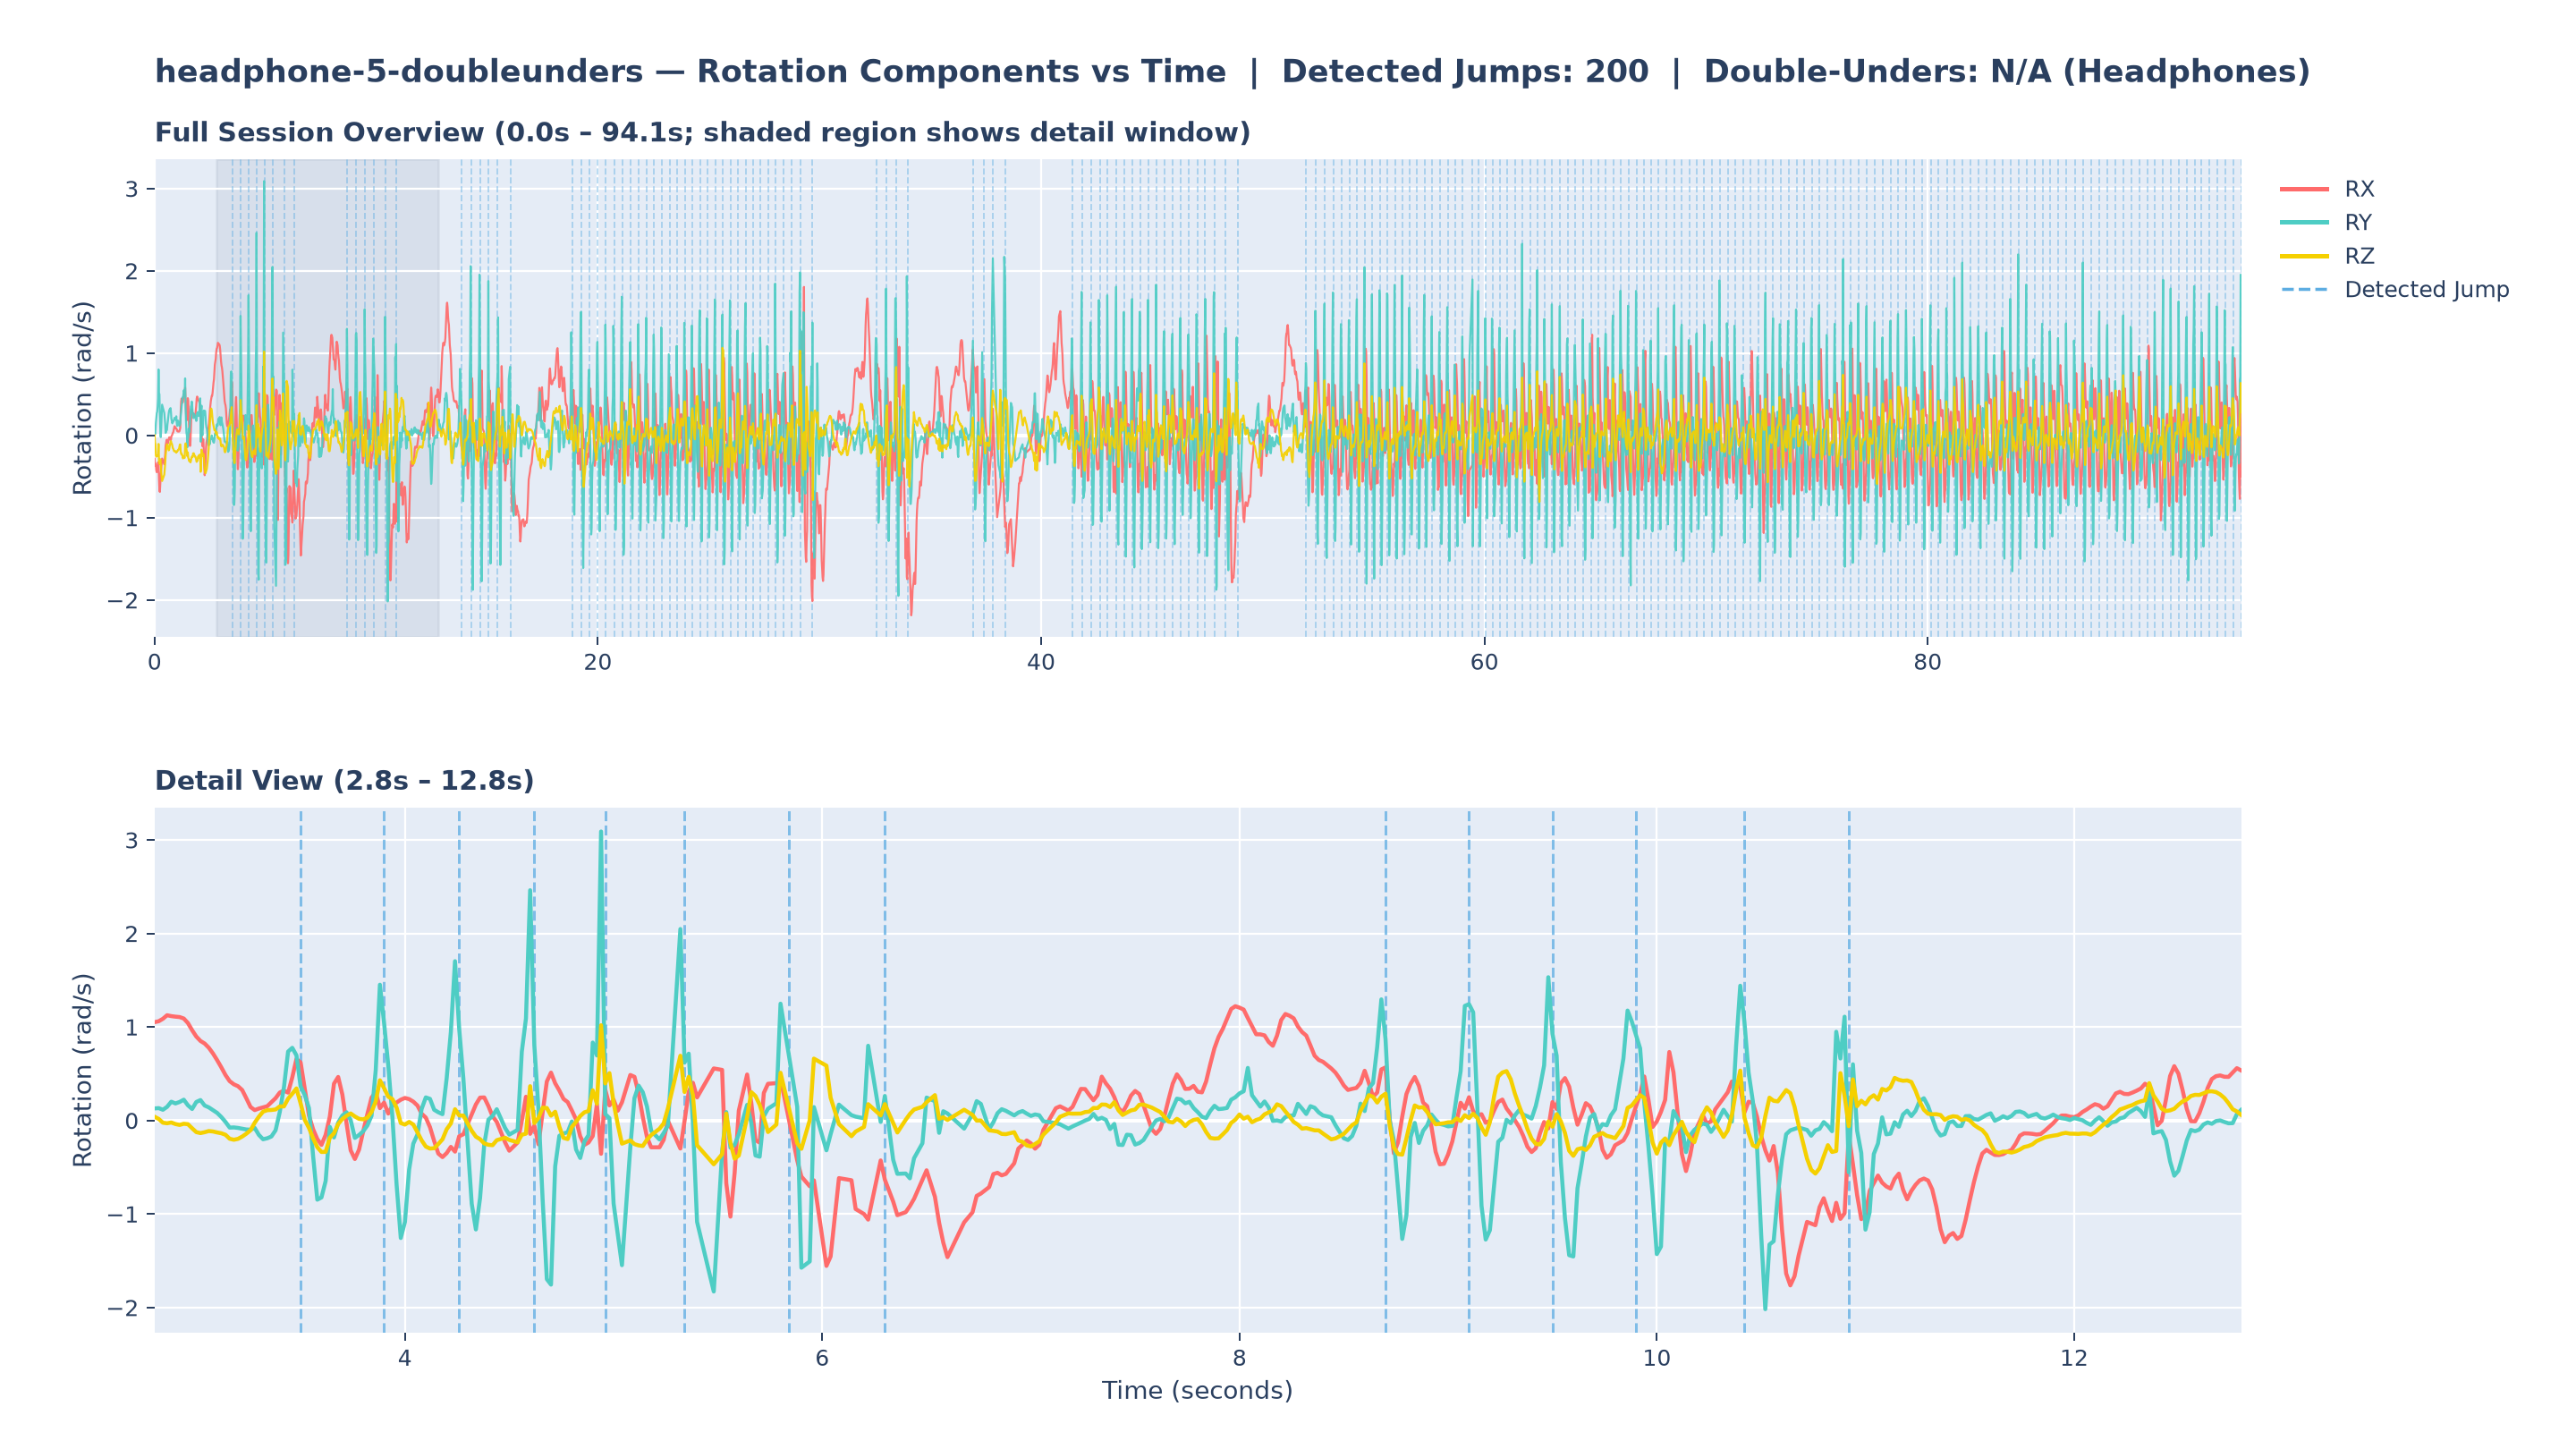 headphone-5-doubleunders — Rotation Components vs Time | Detected Jumps: 200 | Double-Unders: N/A (Headphones)
Full Session Overview (0.0s – 94.1s; shaded region shows detail window)
Rotation (rad/s)
3
2
1
0
−1
−2
0
20
40
60
80
RX
RY
RZ
Detected Jump
Detail View (2.8s – 12.8s)
Rotation (rad/s)
3
2
1
0
−1
−2
4
6
8
10
12
Time (seconds)